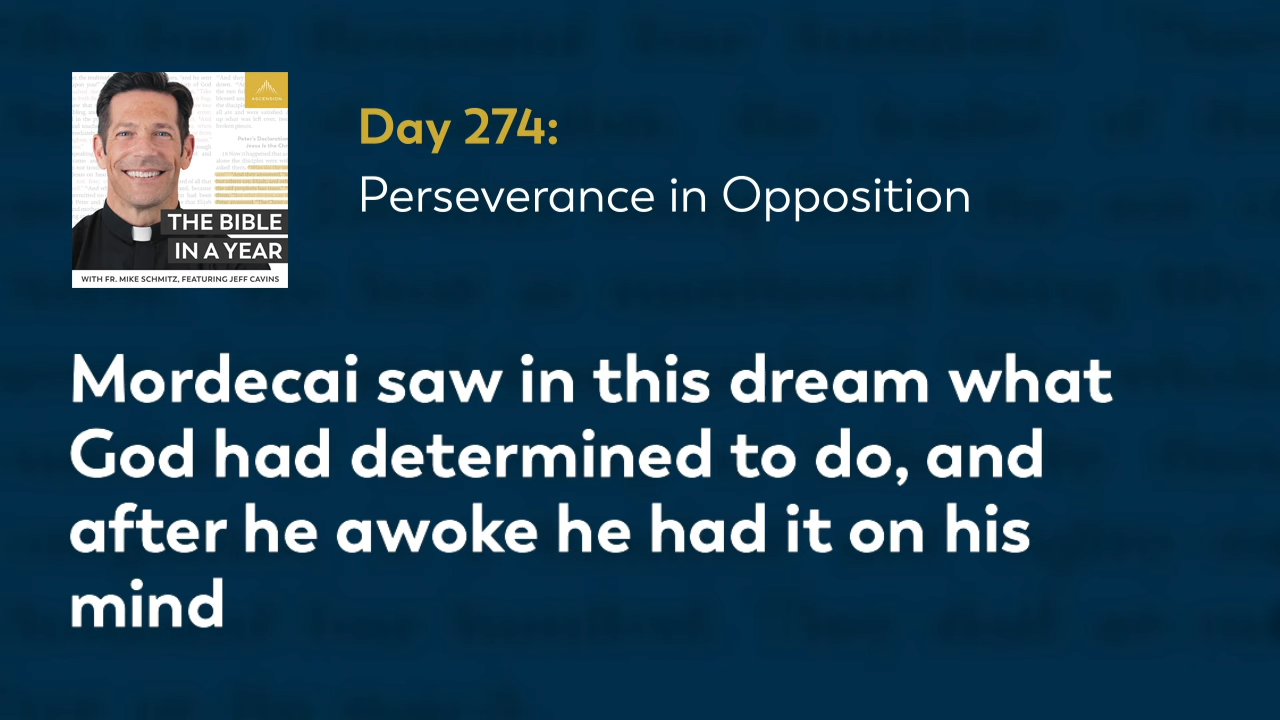 ASCENSION
THE BIBLE
IN A YEAR
WITH FR. MIKE SCHMITZ, FEATURING JEFF CAVINS
Day 274:
Perseverance in Opposition
Mordecai saw in this dream what
God had determined to do, and
after he awoke he had it on his
mind